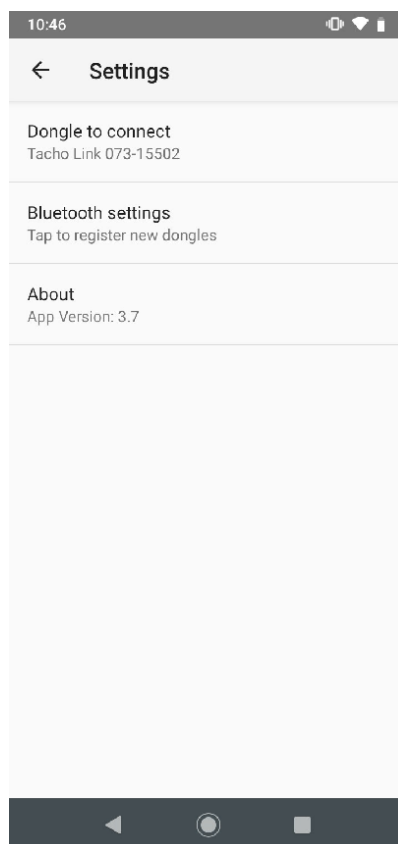 10:46
Settings
Dongle to connect
Tacho Link 073-15502
Bluetooth settings
Tap to register new dongles
About
App Version: 3.7